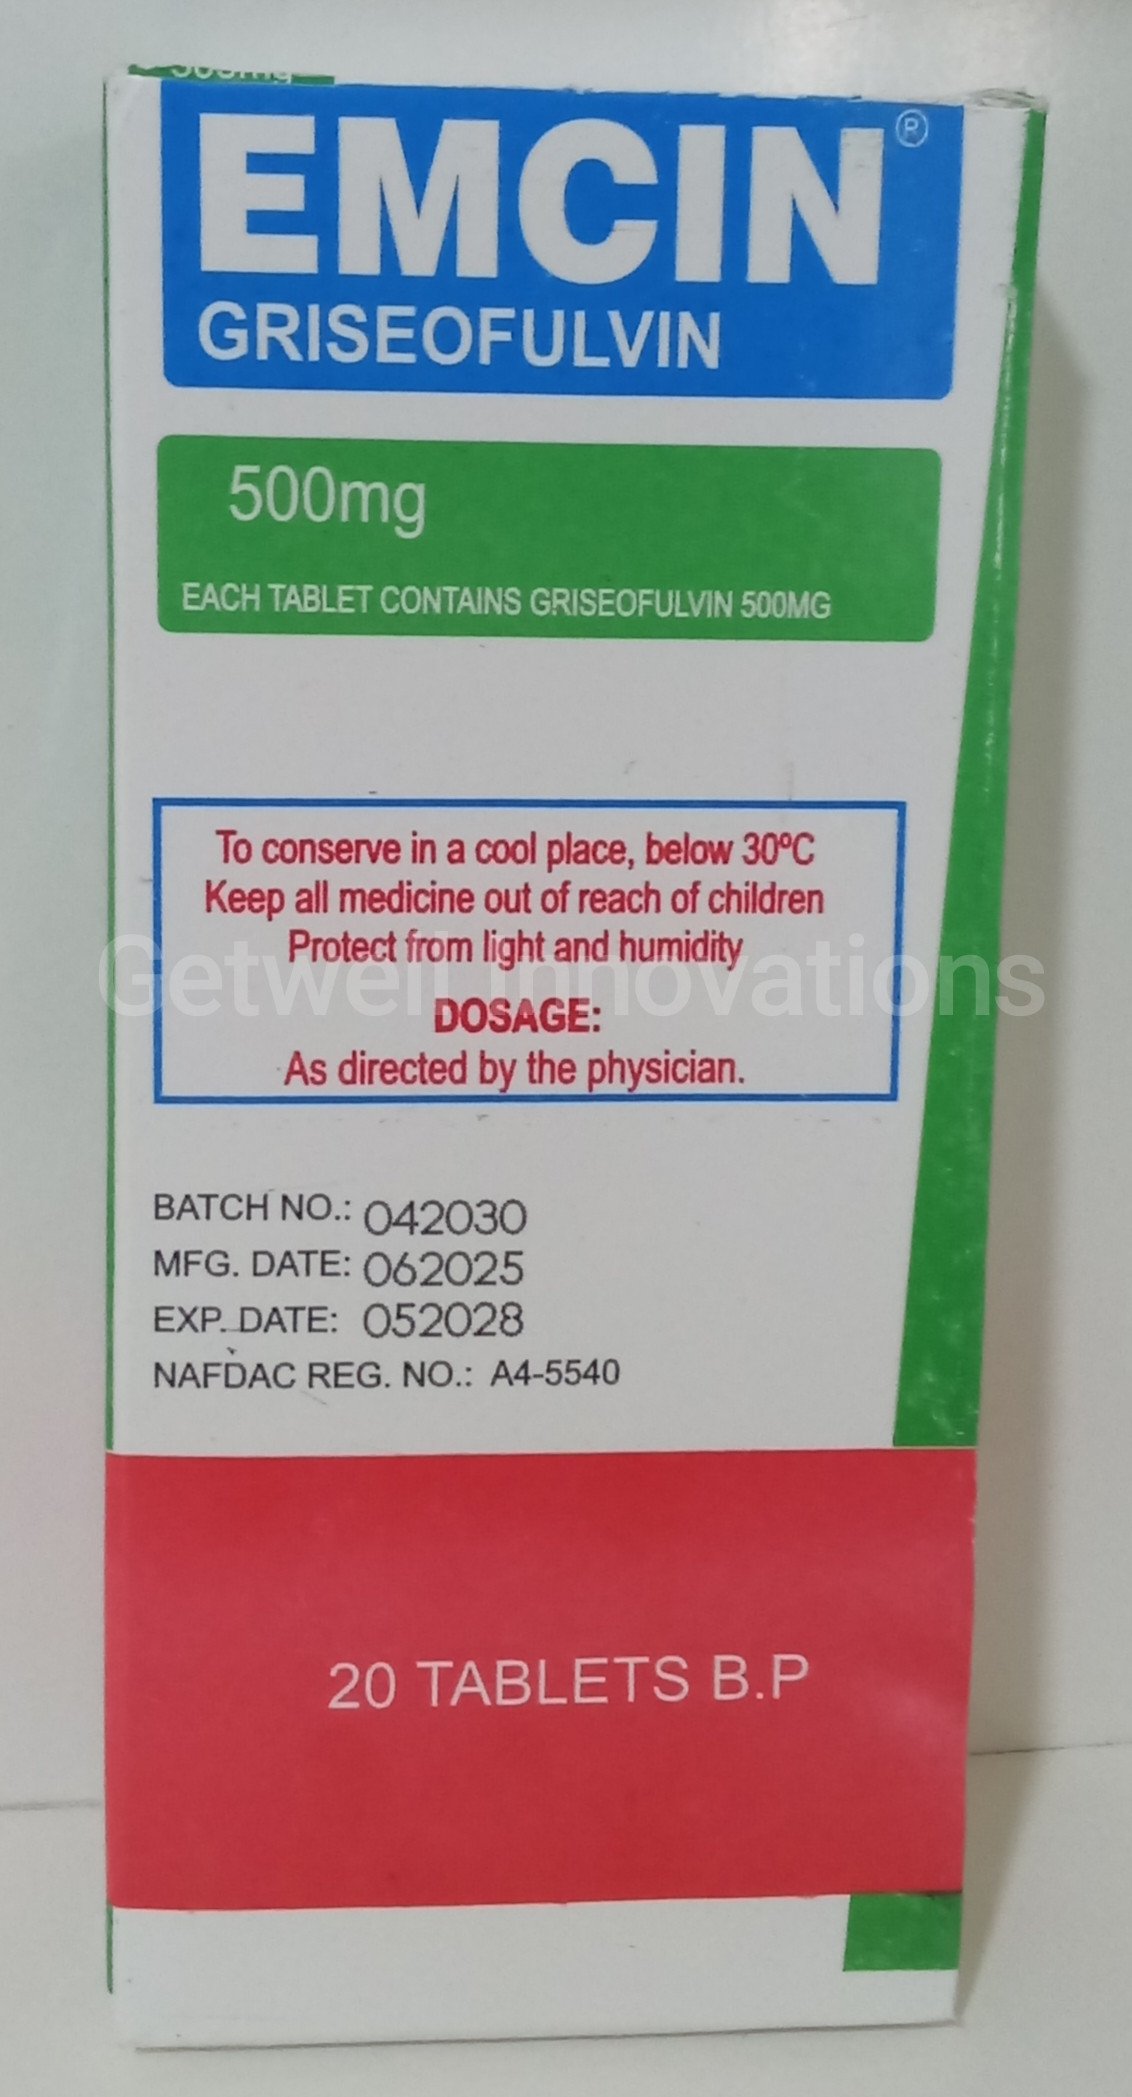 500mg
EMCIN®
GRISEOFULVIN
500mg
EACH TABLET CONTAINS GRISEOFULVIN 500MG
To conserve in a cool place, below 30ºC
Keep all medicine out of reach of children
Protect from light and humidity
Getwell Innovations
DOSAGE:
As directed by the physician.
BATCH NO.: 042030
MFG. DATE: 062025
EXP. DATE: 052028
NAFDAC REG. NO.: A4-5540
20 TABLETS B.P